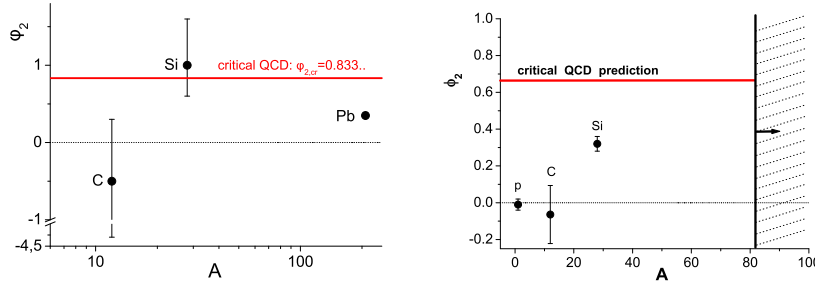 φ2
1
0
-1
-4,5
10
100
A
Si
C
Pb
critical QCD: φ2,cr=0.833..
ϕ2
1.0
0.8
0.6
0.4
0.2
0.0
-0.2
0
20
40
60
80
100
A
critical QCD prediction
p
C
Si